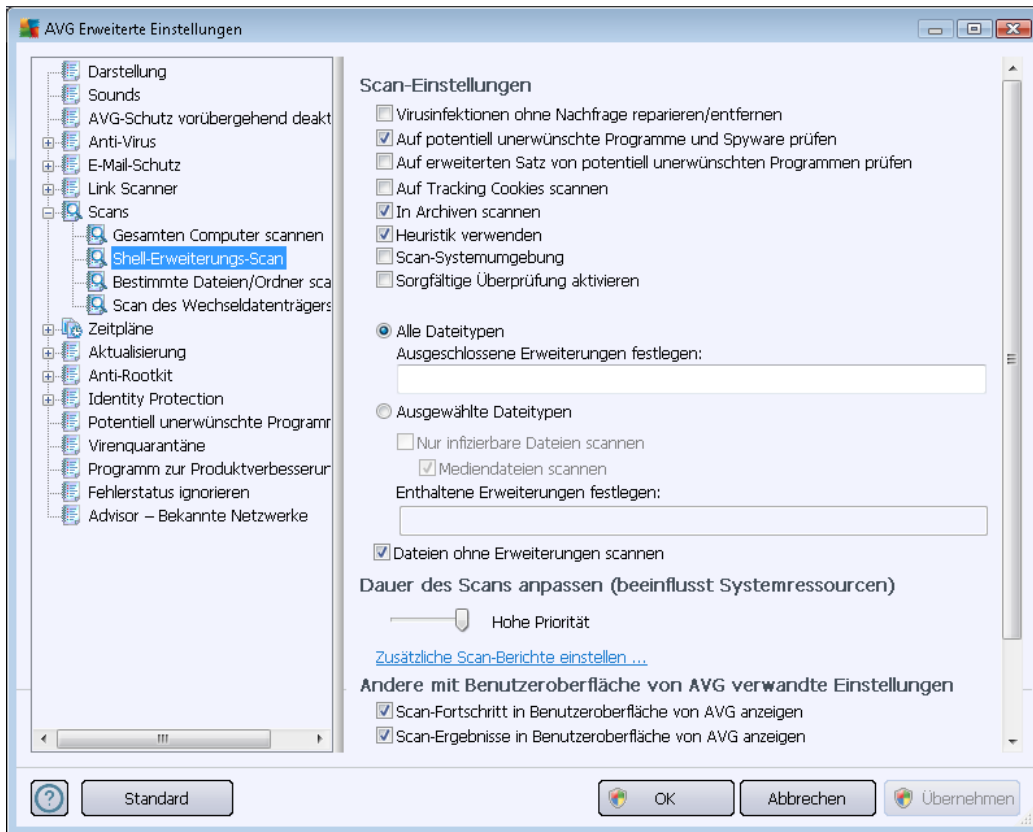 AVG Erweiterte Einstellungen
Darstellung
Sounds
AVG-Schutz vorübergehend deakt
Anti-Virus
E-Mail-Schutz
Link Scanner
Scans
Gesamten Computer scannen
Shell-Erweiterungs-Scan
Bestimmte Dateien/Ordner sca
Scan des Wechseldatenträgers
Zeitpläne
Aktualisierung
Anti-Rootkit
Identity Protection
Potentiell unerwünschte Programm
Virenquarantäne
Programm zur Produktverbesserun
Fehlerstatus ignorieren
Advisor – Bekannte Netzwerke
Scan-Einstellungen
Virusinfektionen ohne Nachfrage reparieren/entfernen
Auf potentiell unerwünschte Programme und Spyware prüfen
Auf erweiterten Satz von potentiell unerwünschten Programmen prüfen
Auf Tracking Cookies scannen
In Archiven scannen
Heuristik verwenden
Scan-Systemumgebung
Sorgfältige Überprüfung aktivieren
Alle Dateitypen
Ausgeschlossene Erweiterungen festlegen:
Ausgewählte Dateitypen
Nur infizierbare Dateien scannen
Mediendateien scannen
Enthaltene Erweiterungen festlegen:
Dateien ohne Erweiterungen scannen
Dauer des Scans anpassen (beeinflusst Systemressourcen)
Hohe Priorität
Zusätzliche Scan-Berichte einstellen ...
Andere mit Benutzeroberfläche von AVG verwandte Einstellungen
Scan-Fortschritt in Benutzeroberfläche von AVG anzeigen
Scan-Ergebnisse in Benutzeroberfläche von AVG anzeigen
Standard
OK
Abbrechen
Übernehmen